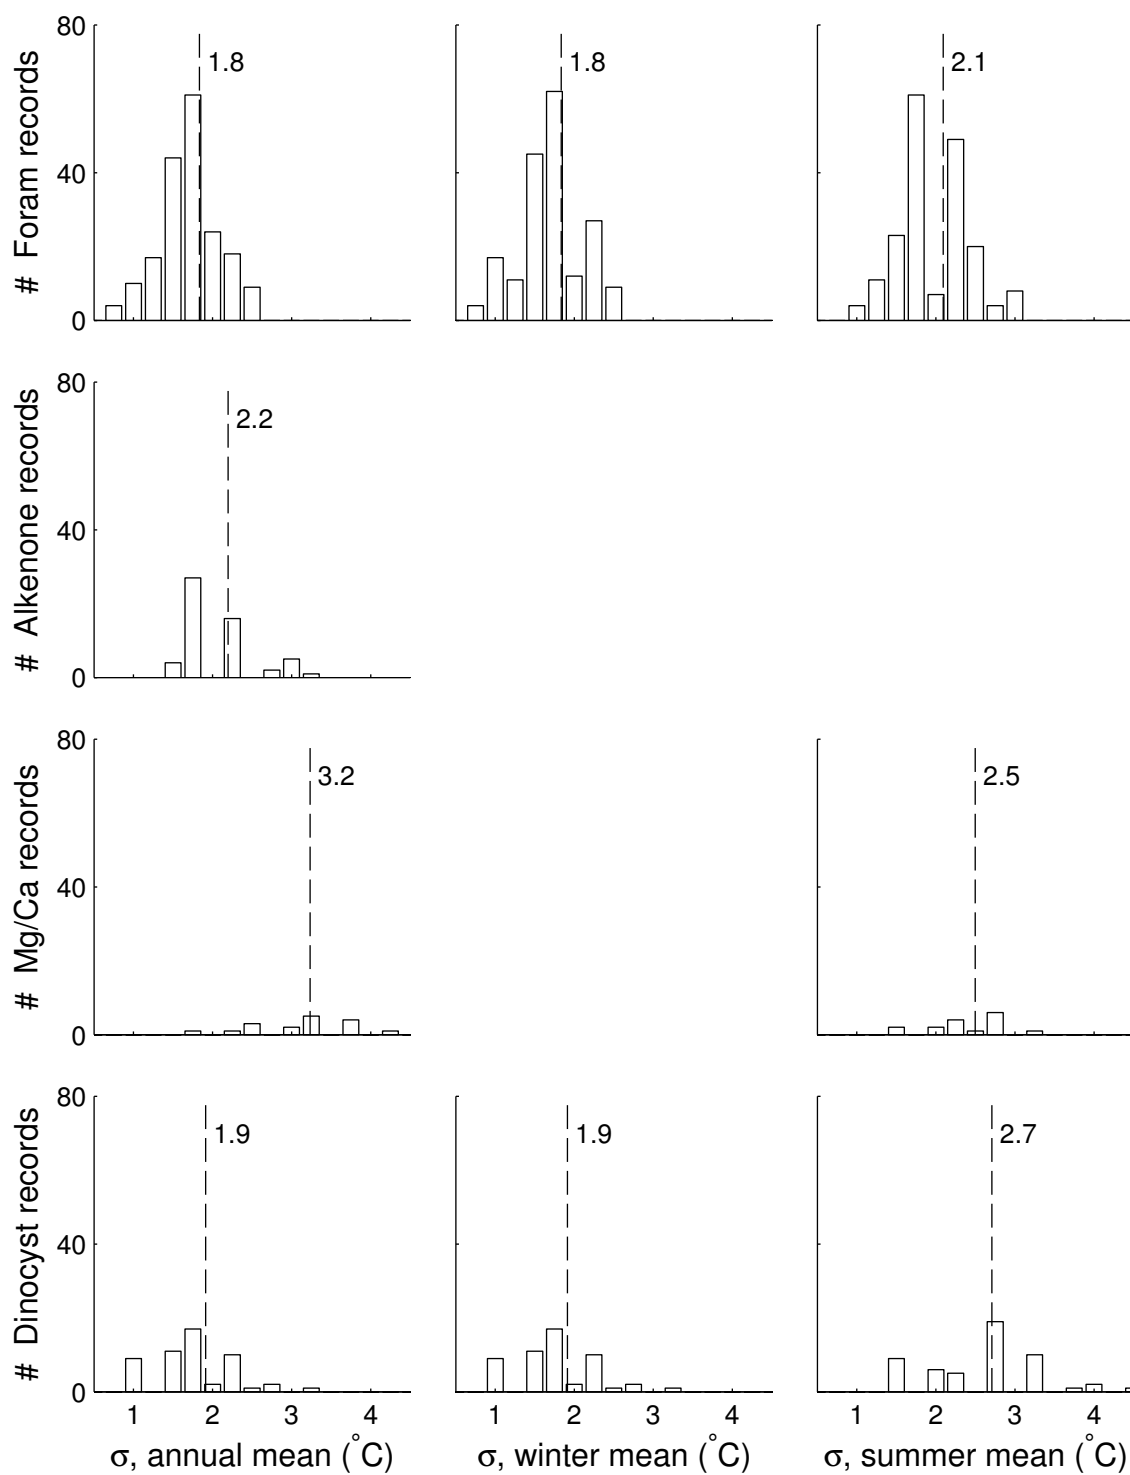 80
40
0
# Foram records
1.8
1.8
2.1
80
40
0
# Alkenone records
2.2
80
40
0
# Mg/Ca records
3.2
2.5
80
40
0
# Dinocyst records
1.9
1.9
2.7
1 2 3 4
1 2 3 4
1 2 3 4
σ, annual mean (°C)
σ, winter mean (°C)
σ, summer mean (°C)